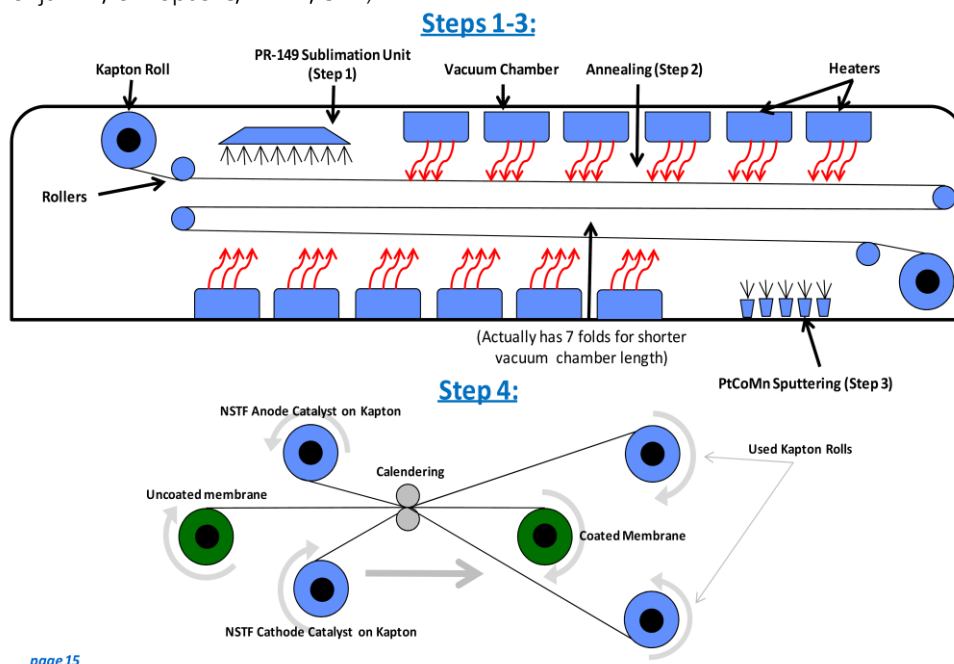 Steps 1-3:
PR-149 Sublimation Unit
(Step 1)
Kapton Roll
Vacuum Chamber
Annealing (Step 2)
Heaters
Rollers
(Actually has 7 folds for shorter
vacuum chamber length)
PtCoMn Sputtering (Step 3)
Step 4:
NSTF Anode Catalyst on Kapton
Used Kapton Rolls
Calendering
Uncoated membrane
Coated Membrane
NSTF Cathode Catalyst on Kapton
page 15